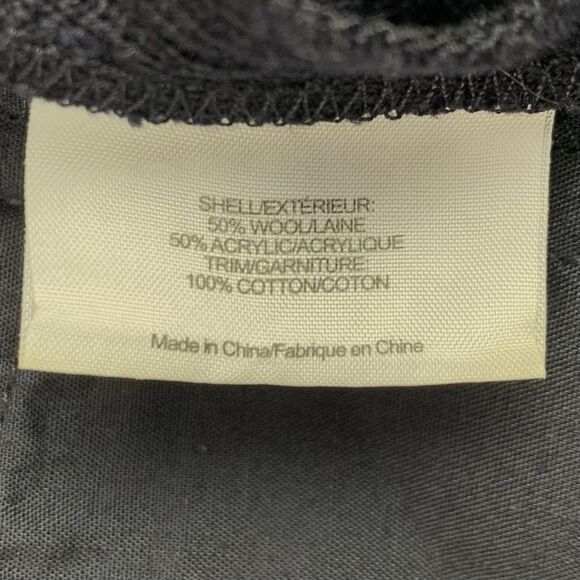 SHELL/EXTÉRIEUR:
50% WOOL/LAINE
50% ACRYLIC/ACRYLIQUE
TRIM/GARNITURE:
100% COTTON/COTON
Made in China/Fabrique en Chine